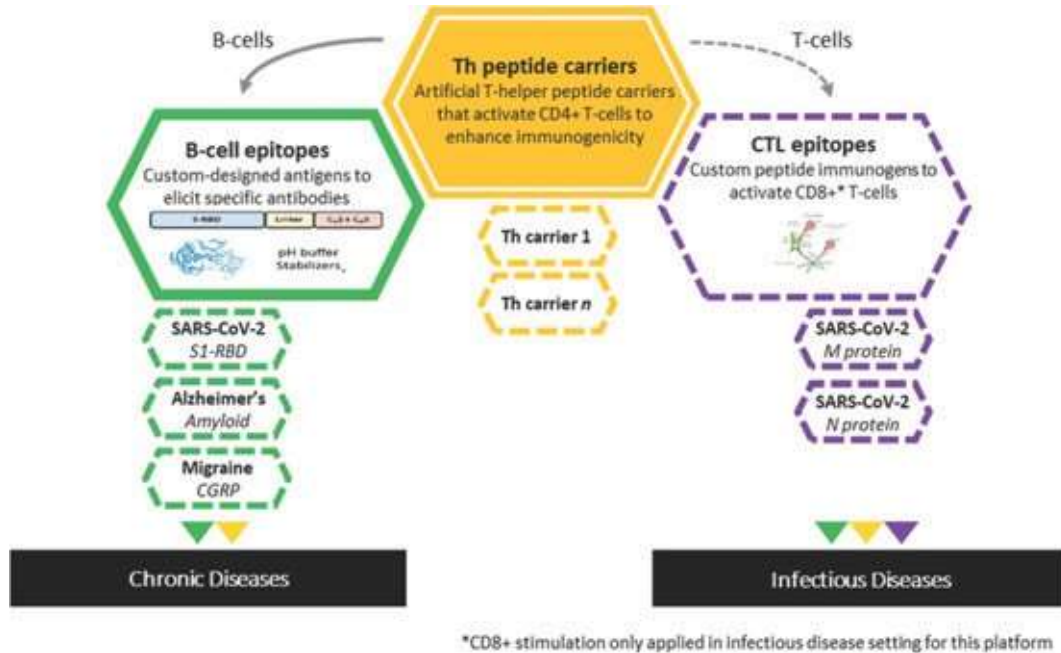 B-cells
T-cells
Th peptide carriers
Artificial T-helper peptide carriers
that activate CD4+ T-cells to
enhance immunogenicity
B-cell epitopes
Custom-designed antigens to
elicit specific antibodies
S-RBD
Linker
pH buffer
Stabilizers
CTL epitopes
Custom peptide immunogens to
activate CD8+* T-cells
Th carrier 1
Th carrier n
SARS-CoV-2
S1-RBD
Alzheimer's
Amyloid
Migraine
CGRP
SARS-CoV-2
M protein
SARS-CoV-2
N protein
Chronic Diseases
Infectious Diseases
*CD8+ stimulation only applied in infectious disease setting for this platform